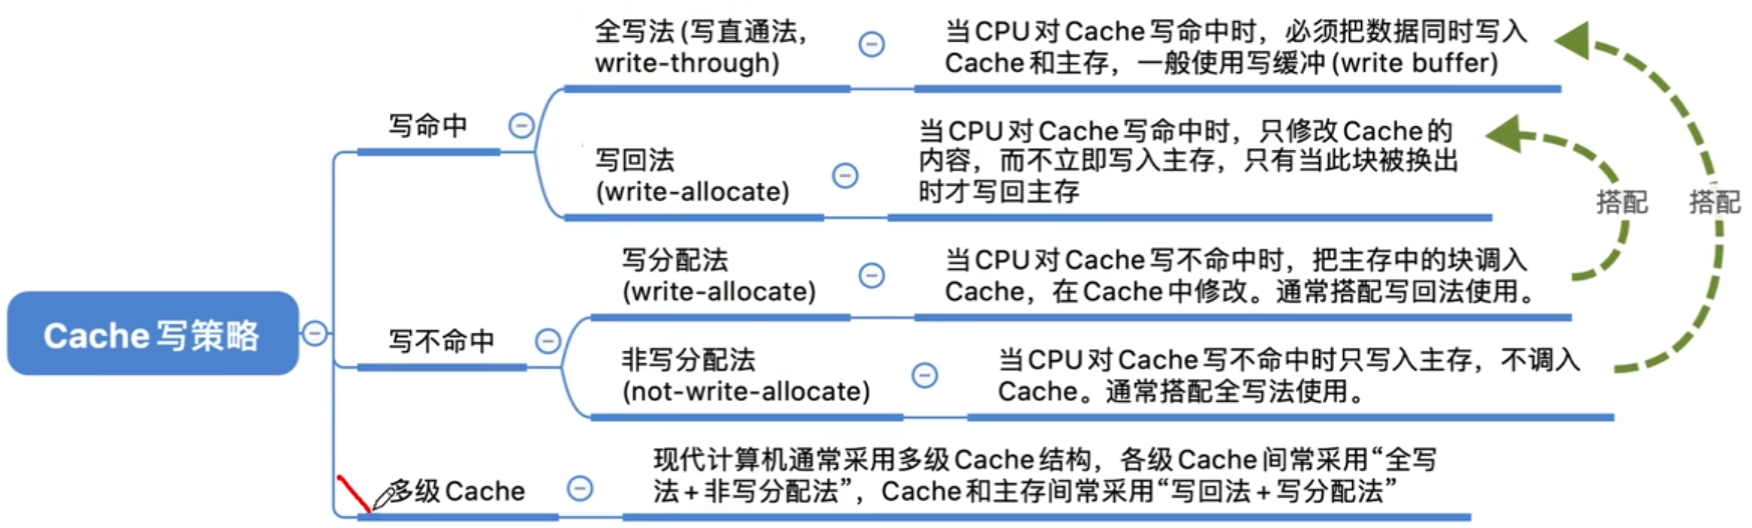 全写法 (写直通法，
write-through)
当CPU对Cache写命中时，必须把数据同时写入
Cache和主存，一般使用写缓冲 (write buffer)
写命中
写回法
(write-allocate)
当CPU对Cache写命中时，只修改Cache的
内容，而不立即写入主存，只有当此块被换出
时才写回主存
搭配
搭配
Cache写策略
写不命中
写分配法
(write-allocate)
当CPU对Cache写不命中时，把主存中的块调入
Cache，在Cache中修改。通常搭配写回法使用。
非写分配法
(not-write-allocate)
当CPU对Cache写不命中时只写入主存，不调入
Cache。通常搭配全写法使用。
多级Cache
现代计算机通常采用多级Cache结构，各级Cache间常采用“全写
法+非写分配法”，Cache和主存间常采用“写回法+写分配法”